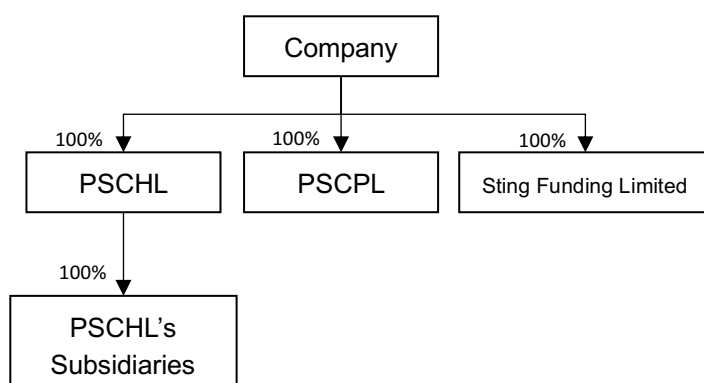 Company
100%
100%
100%
PSCHL
PSCPL
Sting Funding Limited
100%
PSCHL’s
Subsidiaries